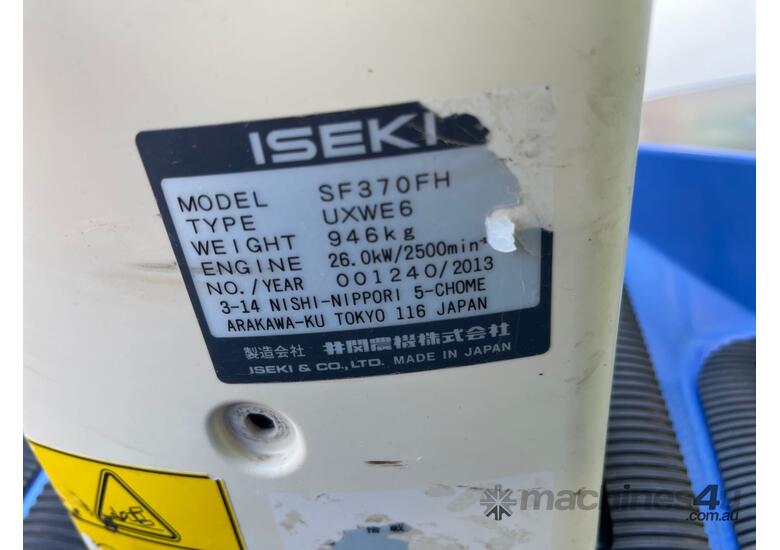 ISEKI
MODEL SF370FH
TYPE UXWE6
WEIGHT 946kg
ENGINE 26.0kW/2500min⁻¹
NO./YEAR 001240/2013
3-14 NISHI-NIPPORI 5-CHOME
ARAKAWA-KU TOKYO 116 JAPAN
製造会社 井関農機株式会社
ISEKI & CO., LTD. MADE IN JAPAN
machines4u
.com.au